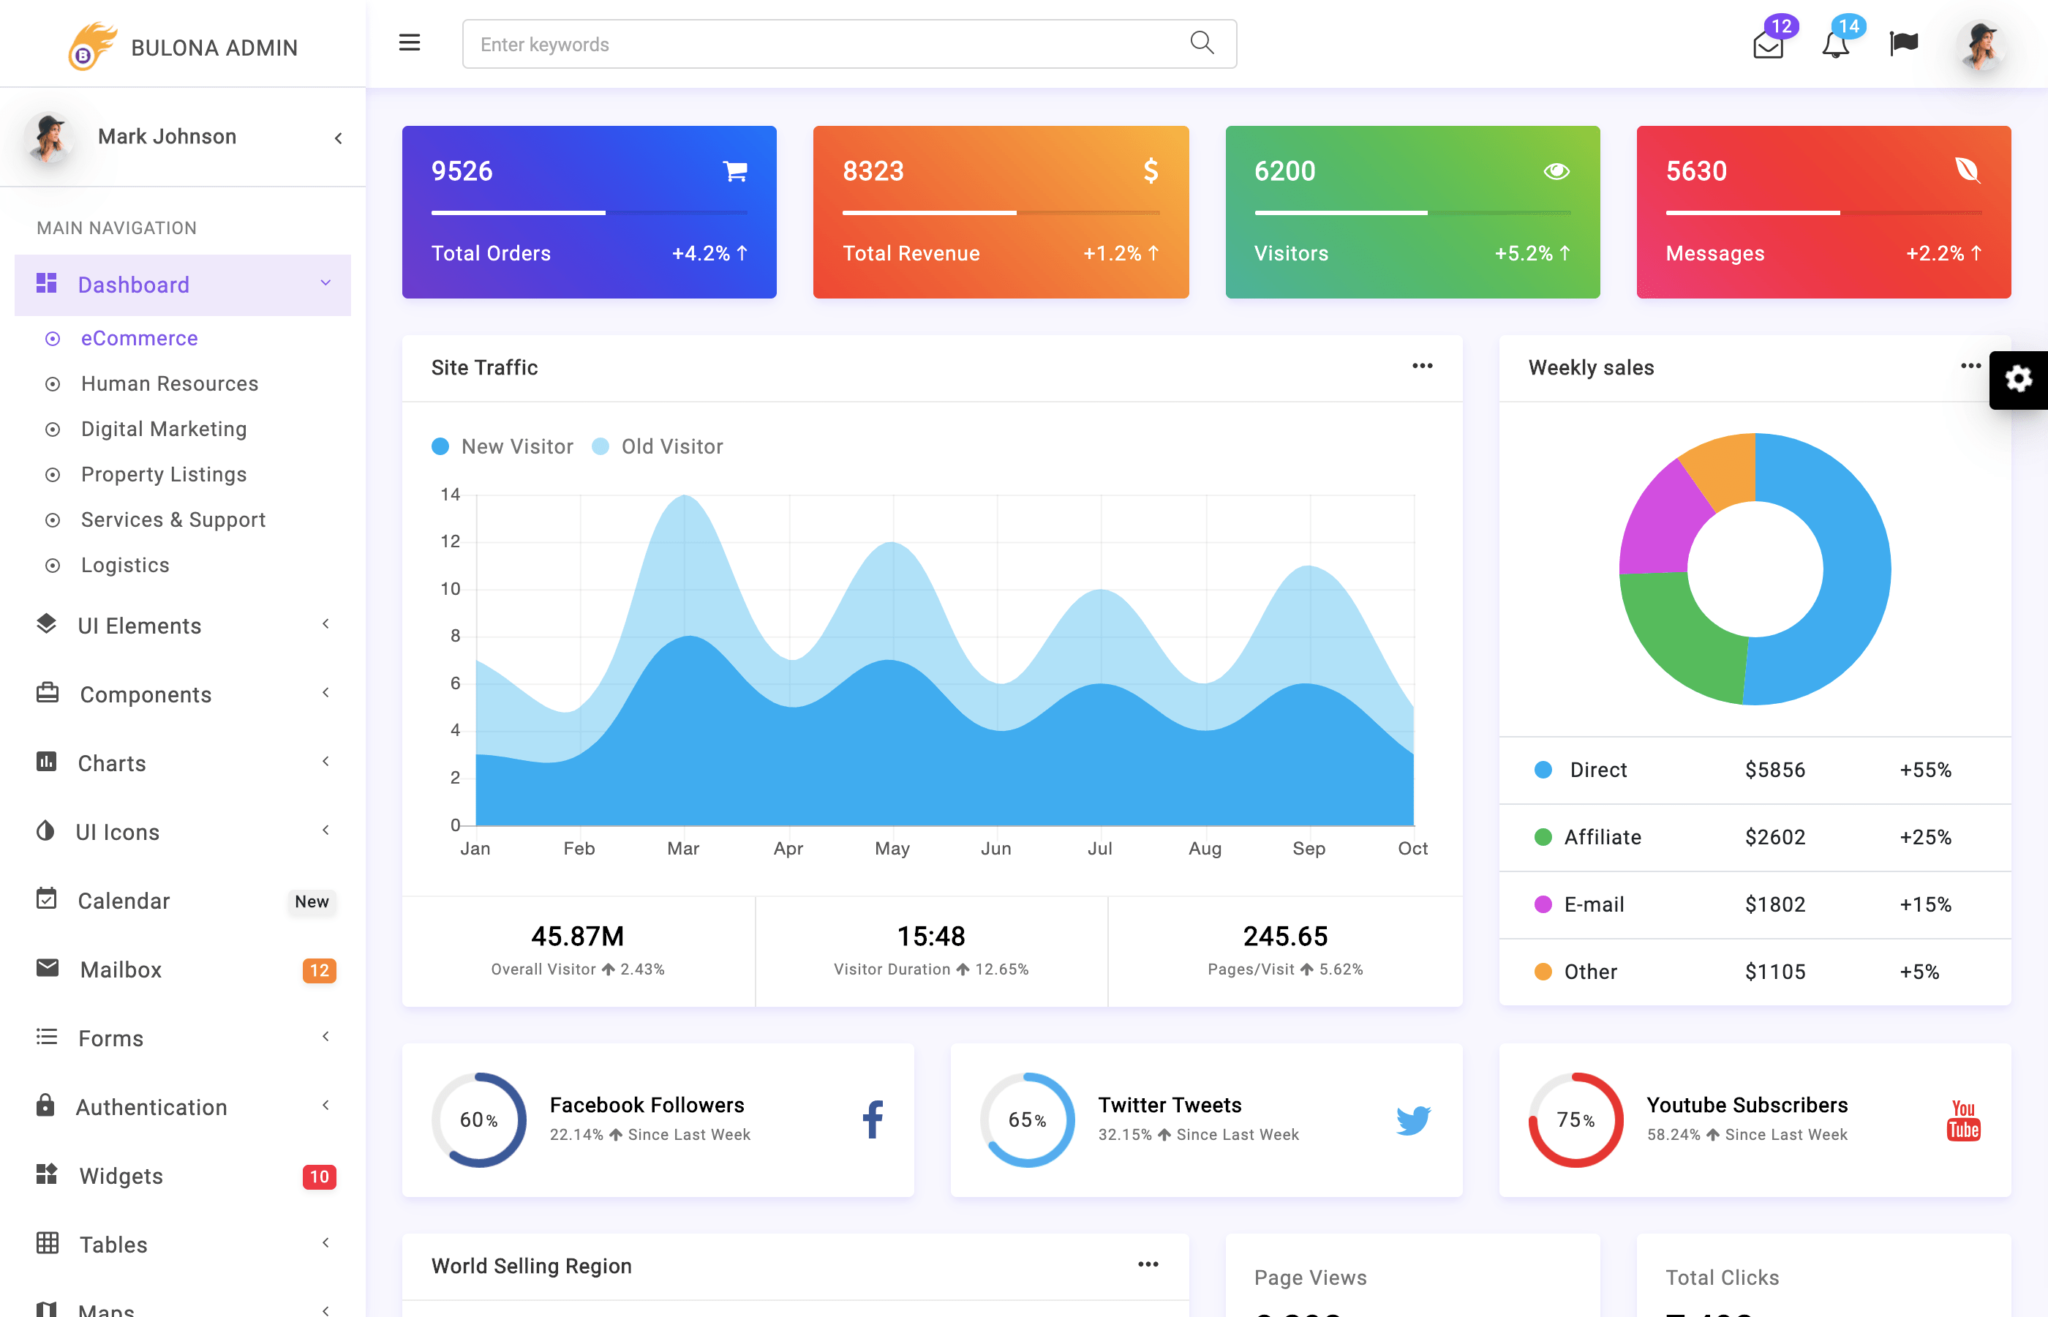 BULONA ADMIN
B
Enter keywords
12
14
Mark Johnson
MAIN NAVIGATION
Dashboard
eCommerce
Human Resources
Digital Marketing
Property Listings
Services & Support
Logistics
UI Elements
Components
Charts
UI Icons
Calendar
New
Mailbox
12
Forms
Authentication
Widgets
10
Tables
Maps
9526
Total Orders
+4.2%
8323
$
Total Revenue
+1.2%
6200
Visitors
+5.2%
5630
Messages
+2.2%
Site Traffic
New Visitor
Old Visitor
14
12
10
8
6
4
2
0
Jan Feb Mar Apr May Jun Jul Aug Sep Oct
45.87M
Overall Visitor 2.43%
15:48
Visitor Duration 12.65%
245.65
Pages/Visit 5.62%
Weekly sales
Direct $5856 +55%
Affiliate $2602 +25%
E-mail $1802 +15%
Other $1105 +5%
60%
Facebook Followers
22.14% Since Last Week
f
65%
Twitter Tweets
32.15% Since Last Week
75%
Youtube Subscribers
58.24% Since Last Week
You
Tube
World Selling Region
Page Views
Total Clicks